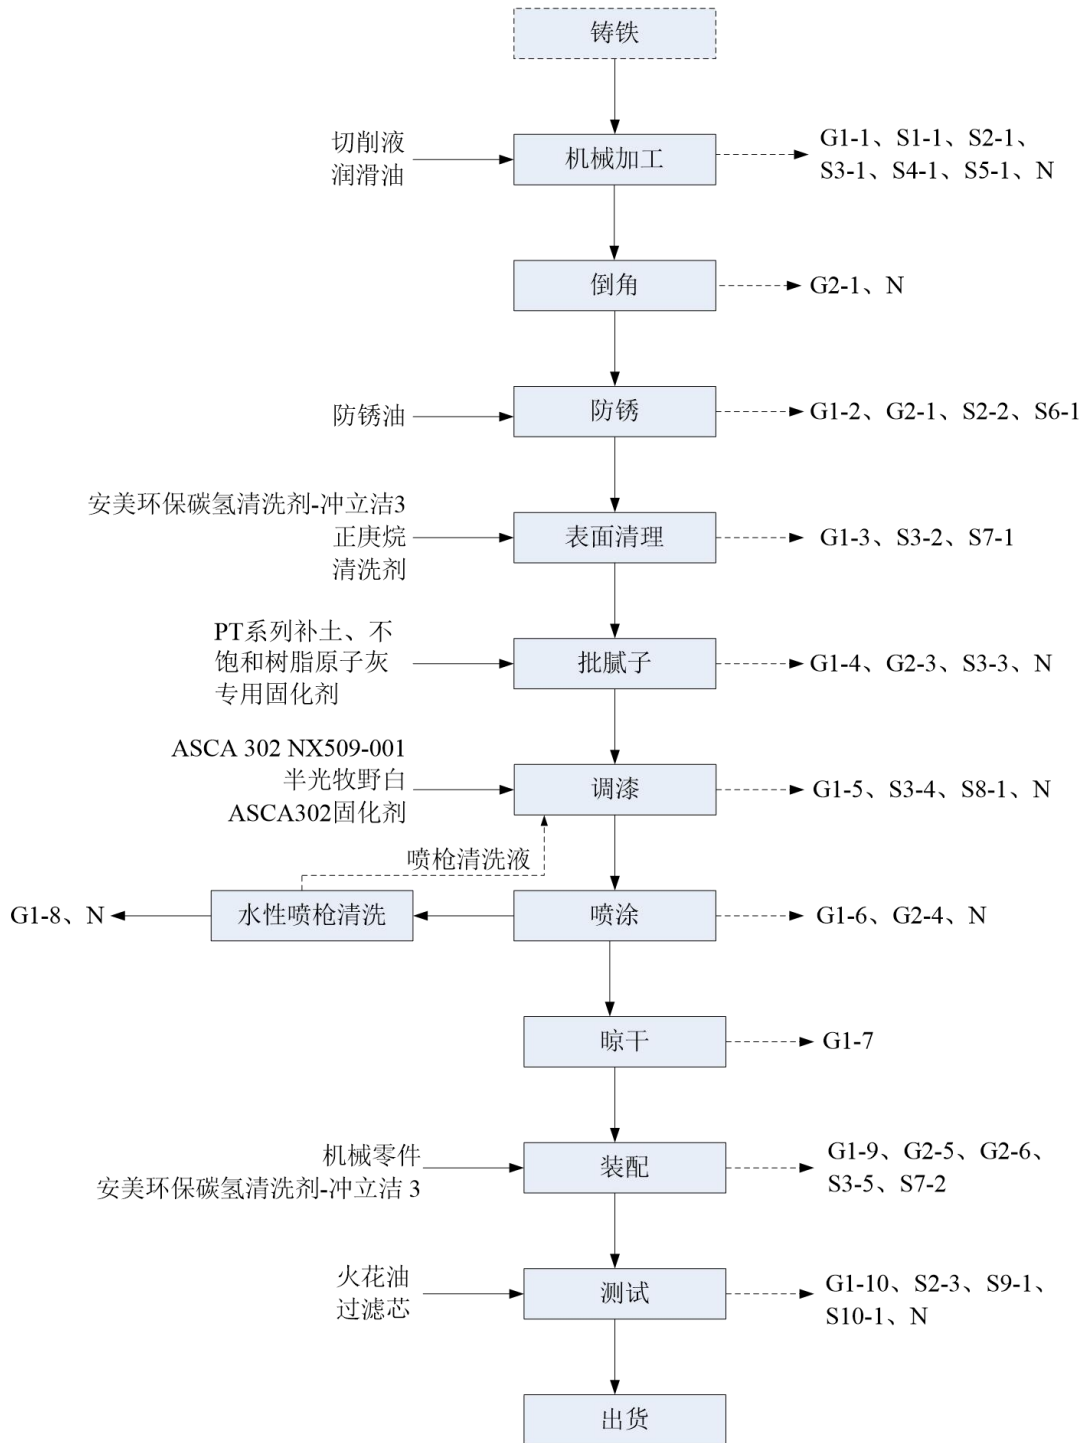 铸铁
切削液
润滑油
机械加工
G1-1、S1-1、S2-1、
S3-1、S4-1、S5-1、N
倒角
G2-1、N
防锈油
防锈
G1-2、G2-1、S2-2、S6-1
安美环保碳氢清洗剂-冲立洁3
正庚烷
清洗剂
表面清理
G1-3、S3-2、S7-1
PT系列补土、不
饱和树脂原子灰
专用固化剂
批腻子
G1-4、G2-3、S3-3、N
ASCA 302 NX509-001
半光牧野白
ASCA302固化剂
调漆
G1-5、S3-4、S8-1、N
喷枪清洗液
G1-8、N
水性喷枪清洗
喷涂
G1-6、G2-4、N
晾干
G1-7
机械零件
安美环保碳氢清洗剂-冲立洁 3
装配
G1-9、G2-5、G2-6、
S3-5、S7-2
火花油
过滤芯
测试
G1-10、S2-3、S9-1、
S10-1、N
出货